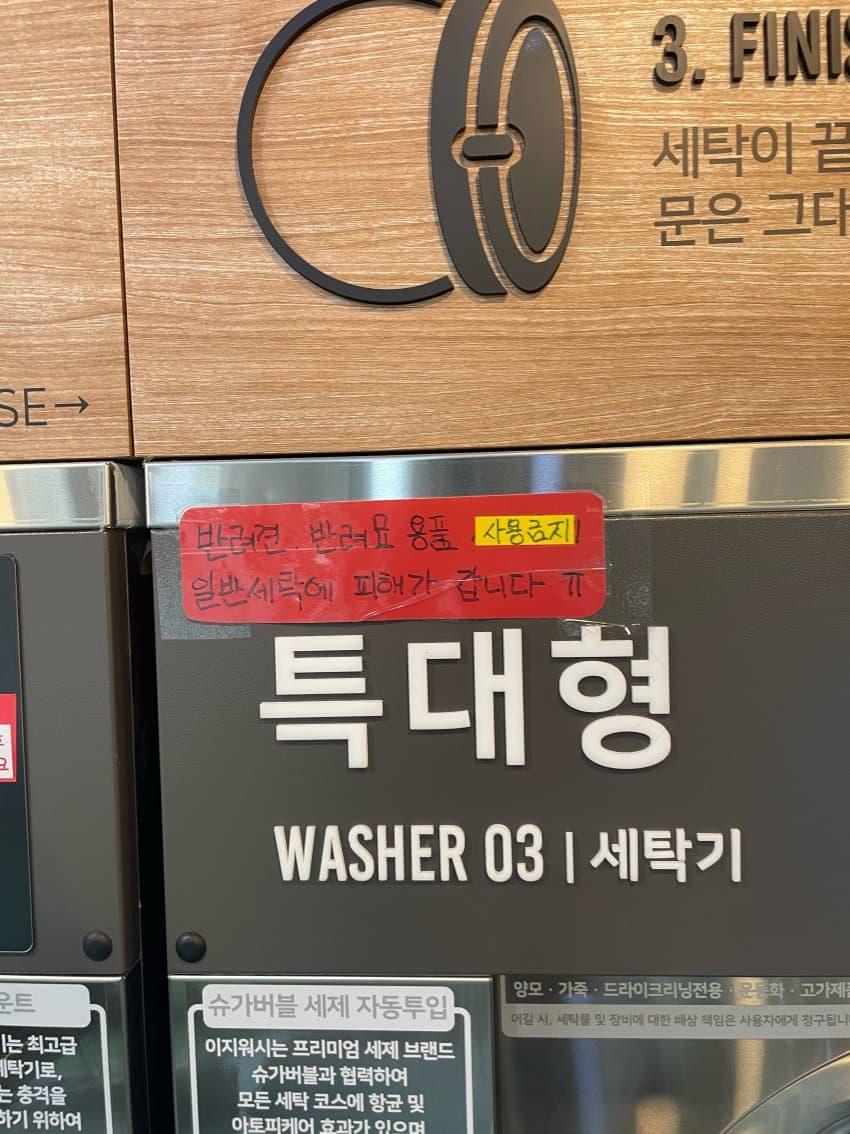 3. FINIS
세탁이 끝
문은 그대
SE→
반려견. 반려묘 용품 사용금지
일반세탁에 피해가 갑니다 ㅠ
특대형
WASHER 03 | 세탁기
운트
는 최고급
세탁기로,
는 충격을
하기 위하여
슈가버블 세제 자동투입
이지워시는 프리미엄 세제 브랜드
슈가버블과 협력하여
모든 세탁 코스에 항균 및
아토피케어 효과가 있으며
양모 · 가죽 · 드라이크리닝전용 · 운동화 · 고가제품
어길 시, 세탁물 및 장비에 대한 배상 책임은 사용자에게 청구됩니